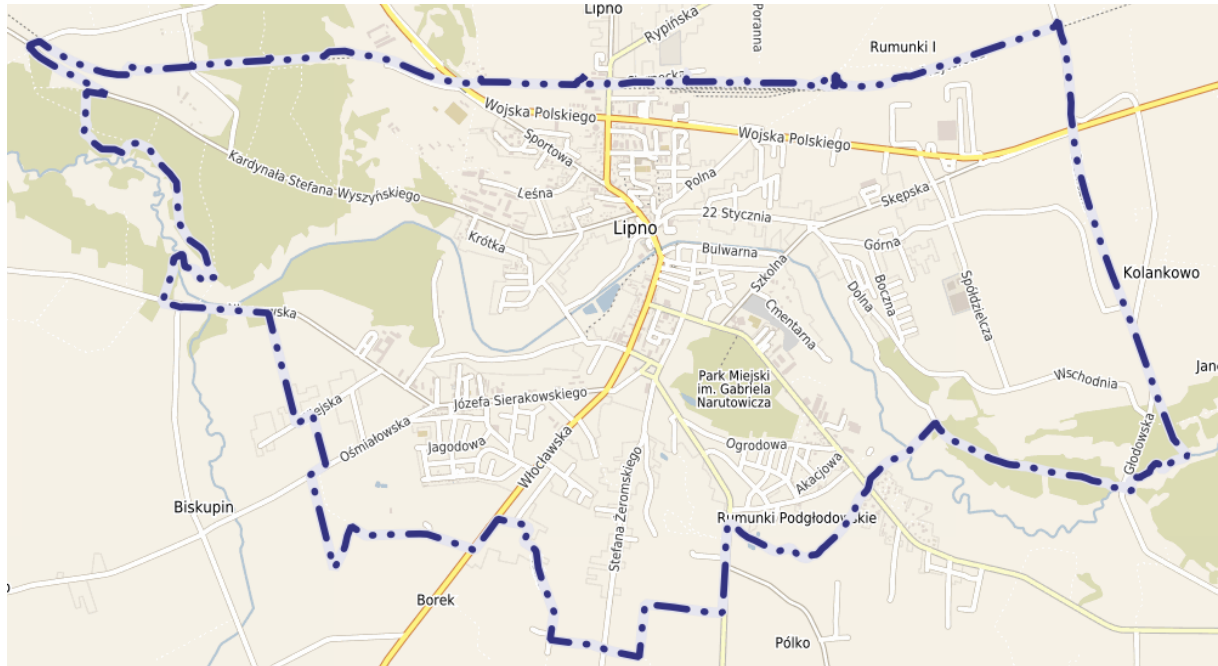 Lipno
Rypińska
Poranna
Rumunki I
Wojska Polskiego
Wojska Polskiego
Sportowa
Kardynała Stefana Wyszyńskiego
Leśna
Polna
Skępska
22 Stycznia
Krótka
Lipno
Bulwarna
Górna
Szkolna
Boczna
Dolna
Spółdzielcza
Kolankowo
Cmentarna
Park Miejski
im. Gabriela
Narutowicza
Wschodnia
Józefa Sierakowskiego
Ośmiałowska
Jagodowa
Włocławska
Ogrodowa
Akacjowa
Głodowska
Stefana Żeromskiego
Biskupin
Rumunki Podgłodowskie
Borek
Pólko